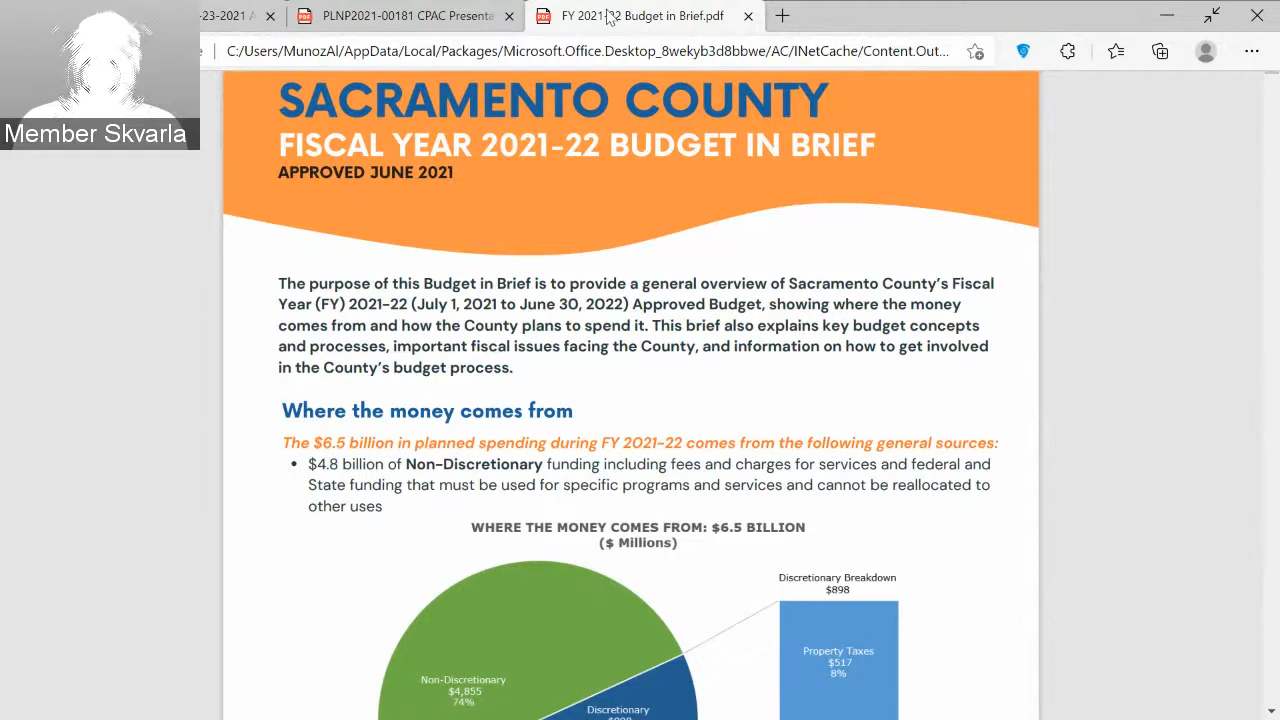 -23-2021 A
PLNP2021-00181 CPAC Presenta
FY 2021-22 Budget in Brief.pdf
C:/Users/MunozAl/AppData/Local/Packages/Microsoft.Office.Desktop_8wekyb3d8bbwe/AC/INetCache/Content.Out...
Member Skvarla
SACRAMENTO COUNTY
FISCAL YEAR 2021-22 BUDGET IN BRIEF
APPROVED JUNE 2021
The purpose of this Budget in Brief is to provide a general overview of Sacramento County's Fiscal
Year (FY) 2021-22 (July 1, 2021 to June 30, 2022) Approved Budget, showing where the money
comes from and how the County plans to spend it. This brief also explains key budget concepts
and processes, important fiscal issues facing the County, and information on how to get involved
in the County's budget process.
Where the money comes from
The $6.5 billion in planned spending during FY 2021-22 comes from the following general sources:
• $4.8 billion of Non-Discretionary funding including fees and charges for services and federal and
State funding that must be used for specific programs and services and cannot be reallocated to
other uses
WHERE THE MONEY COMES FROM: $6.5 BILLION
($ Millions)
Discretionary Breakdown
$898
Property Taxes
$517
8%
Non-Discretionary
$4,855
74%
Discretionary